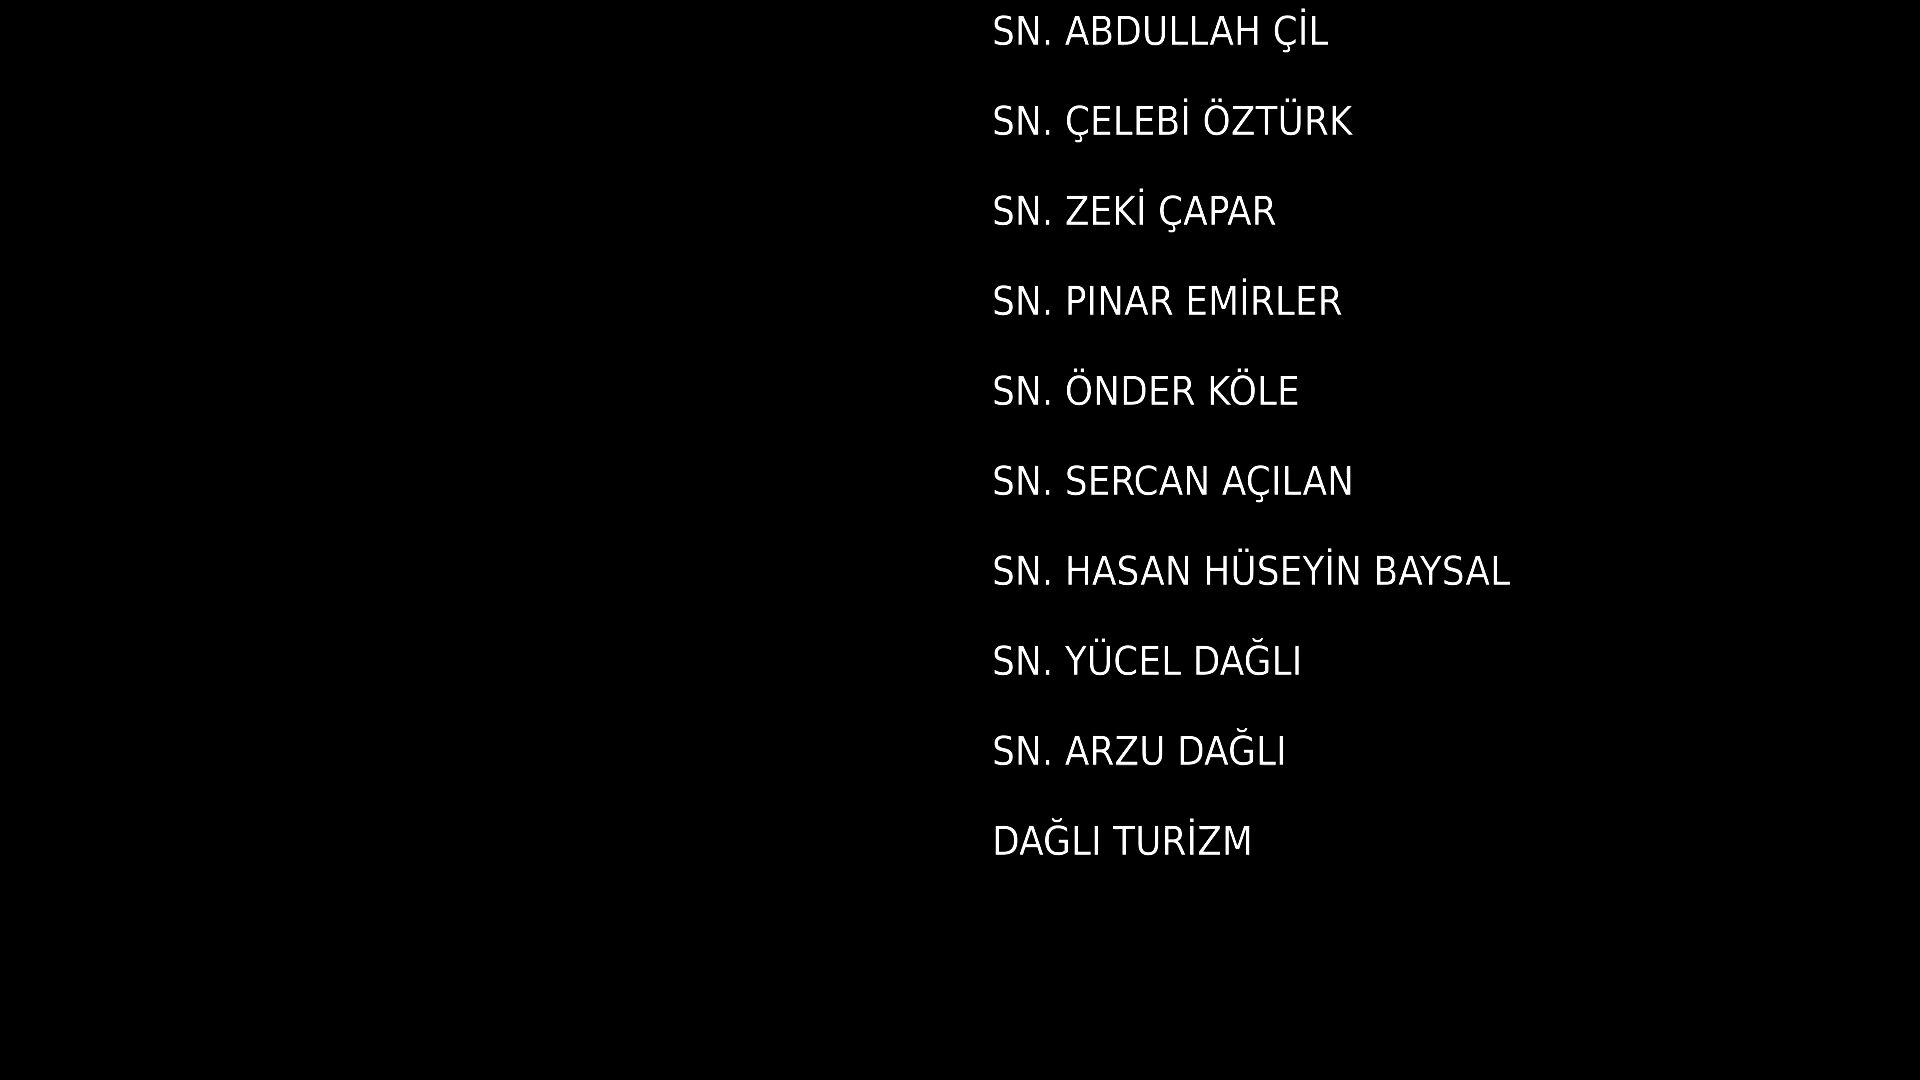 SN. ABDULLAH ÇİL
SN. ÇELEBİ ÖZTÜRK
SN. ZEKİ ÇAPAR
SN. PINAR EMİRLER
SN. ÖNDER KÖLE
SN. SERCAN AÇILAN
SN. HASAN HÜSEYİN BAYSAL
SN. YÜCEL DAĞLI
SN. ARZU DAĞLI
DAĞLI TURİZM